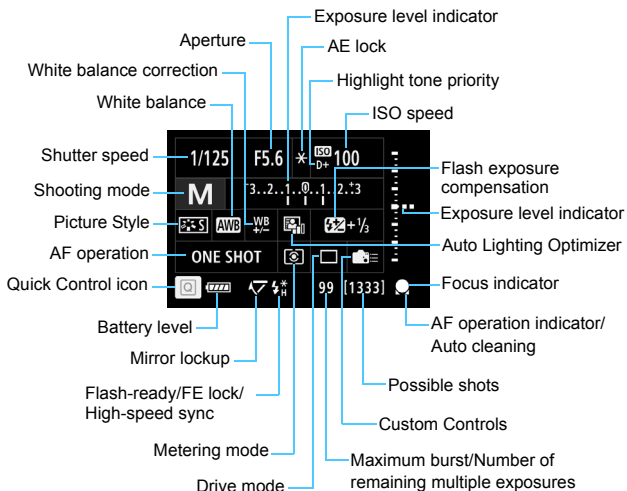 Exposure level indicator
Aperture
AE lock
White balance correction
Highlight tone priority
White balance
ISO speed
Shutter speed
1/125 F5.6 ISO D+ 100
Flash exposure
compensation
Shooting mode
M 3..2..1..0..1..2..3
Exposure level indicator
Picture Style
S AWB WB +/- +1/3
Auto Lighting Optimizer
AF operation
ONE SHOT
Quick Control icon
Q H 99 [1333]
Focus indicator
Battery level
AF operation indicator/
Auto cleaning
Mirror lockup
Flash-ready/FE lock/
High-speed sync
Possible shots
Custom Controls
Metering mode
Maximum burst/Number of
remaining multiple exposures
Drive mode